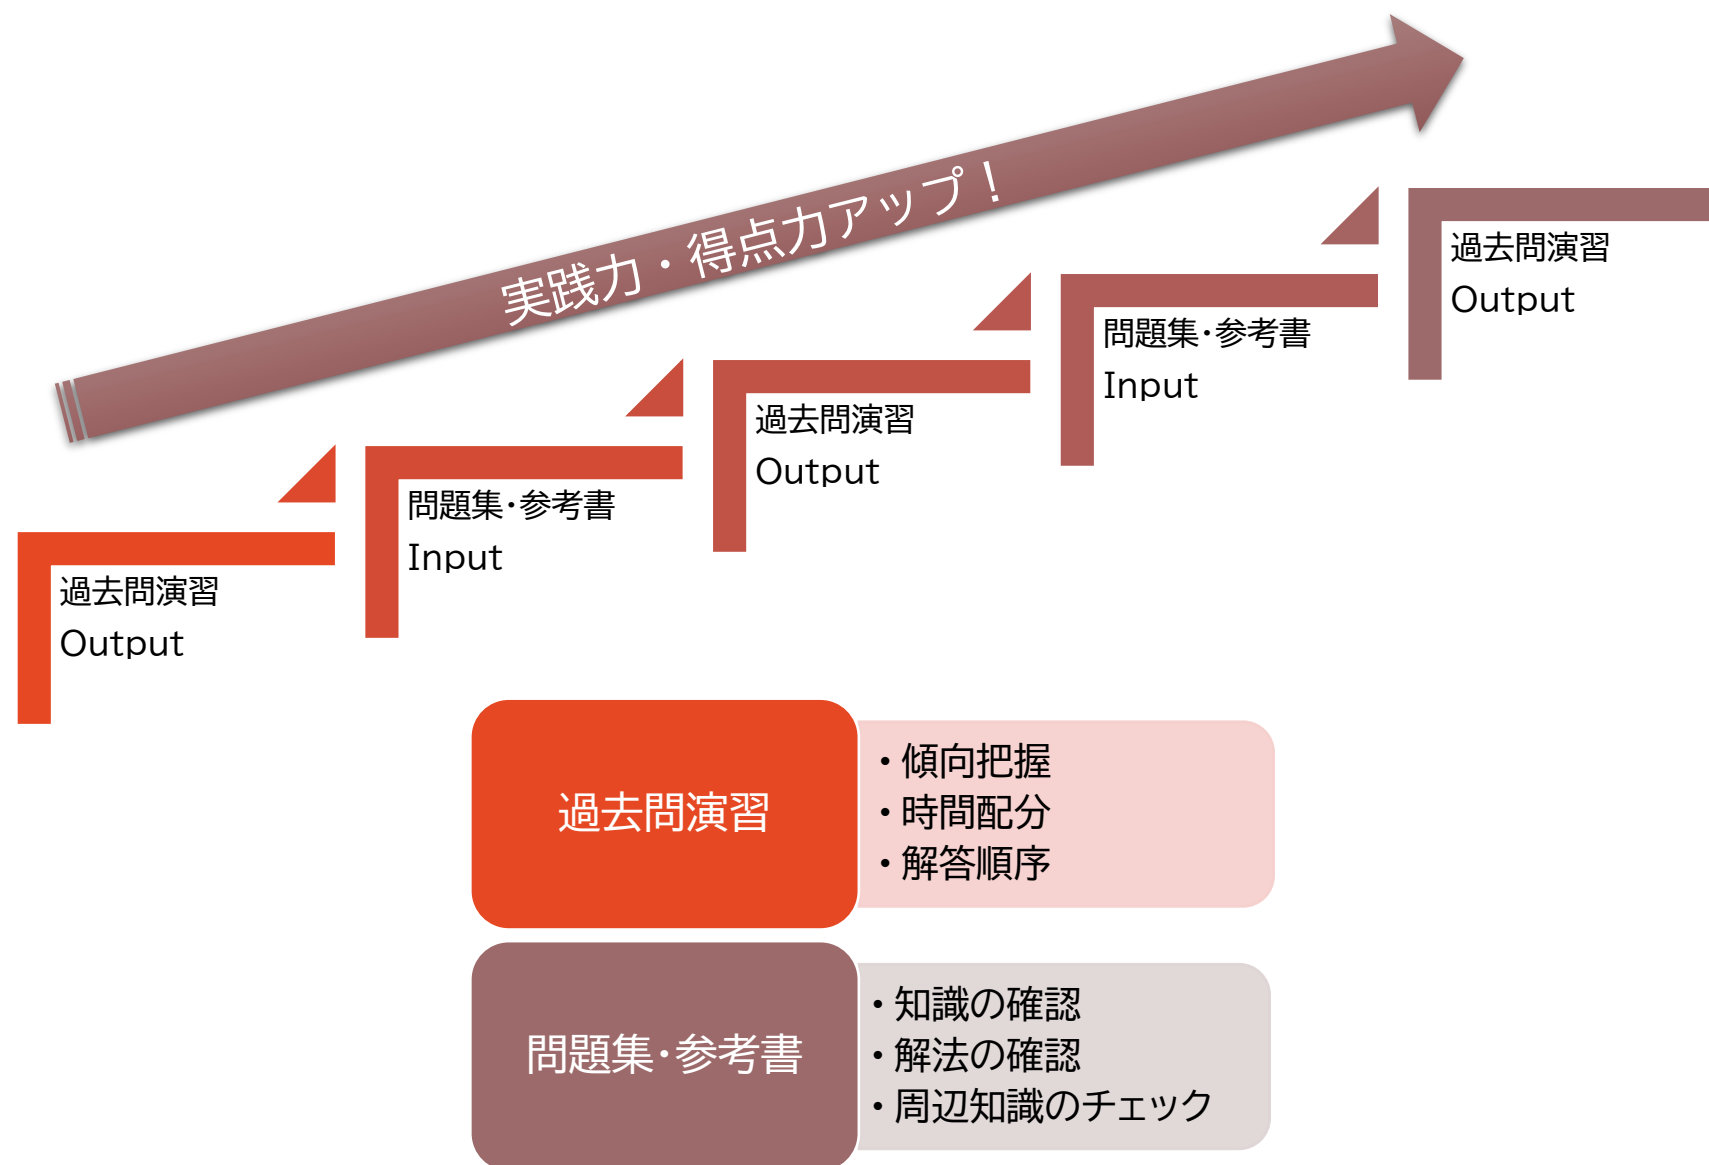 実践力・得点力アップ！
過去問演習
Output
問題集・参考書
Input
過去問演習
Output
問題集・参考書
Input
過去問演習
Output
過去問演習
・傾向把握
・時間配分
・解答順序
問題集・参考書
・知識の確認
・解法の確認
・周辺知識のチェック